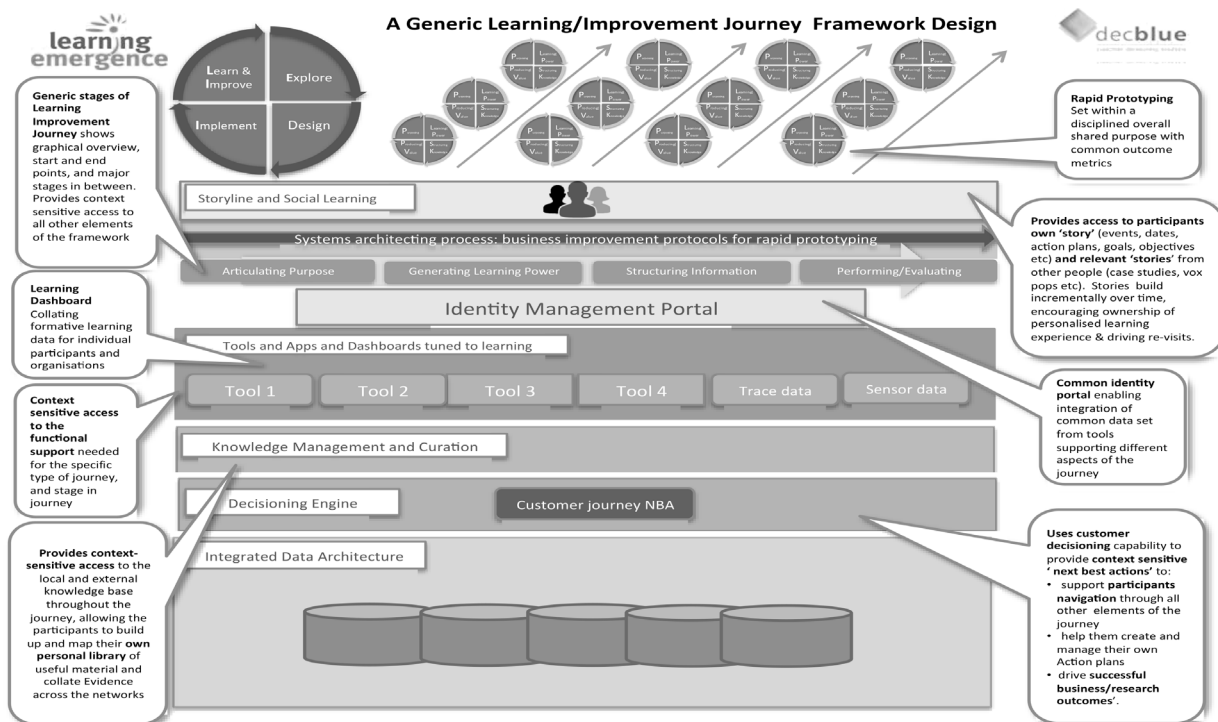 A Generic Learning/Improvement Journey Framework Design
learning
emergence
decblue
Learn &
Improve
Explore
Implement
Design
Generic stages of
Learning
Improvement
Journey shows
graphical overview,
start and end
points, and major
stages in between.
Provides context
sensitive access to
all other elements
of the framework
Rapid Prototyping
Set within a
disciplined overall
shared purpose with
common outcome
metrics
Storyline and Social Learning
Systems architecting process: business improvement protocols for rapid prototyping
Articulating Purpose
Generating Learning Power
Structuring Information
Performing/Evaluating
Provides access to participants
own ‘story’ (events, dates,
action plans, goals, objectives
etc) and relevant ‘stories’ from
other people (case studies, vox
pops etc). Stories build
incrementally over time,
encouraging ownership of
personalised learning
experience & driving re-visits.
Identity Management Portal
Learning
Dashboard
Collating
formative learning
data for individual
participants and
organisations
Tools and Apps and Dashboards tuned to learning
Tool 1
Tool 2
Tool 3
Tool 4
Trace data
Sensor data
Common identity
portal enabling
integration of
common data set
from tools
supporting different
aspects of the
journey
Context
sensitive access
to the
functional
support needed
for the specific
type of journey,
and stage in
journey
Knowledge Management and Curation
Decisioning Engine
Customer journey NBA
Integrated Data Architecture
Provides context-
sensitive access to the
local and external
knowledge base
throughout the
journey, allowing the
participants to build
up and map their own
personal library of
useful material and
collate Evidence
across the networks
Uses customer
decisioning capability to
provide context sensitive
‘ next best actions’ to:
• support participants
navigation through all
other elements of the
journey
• help them create and
manage their own
Action plans
• drive successful
business/research
outcomes’.